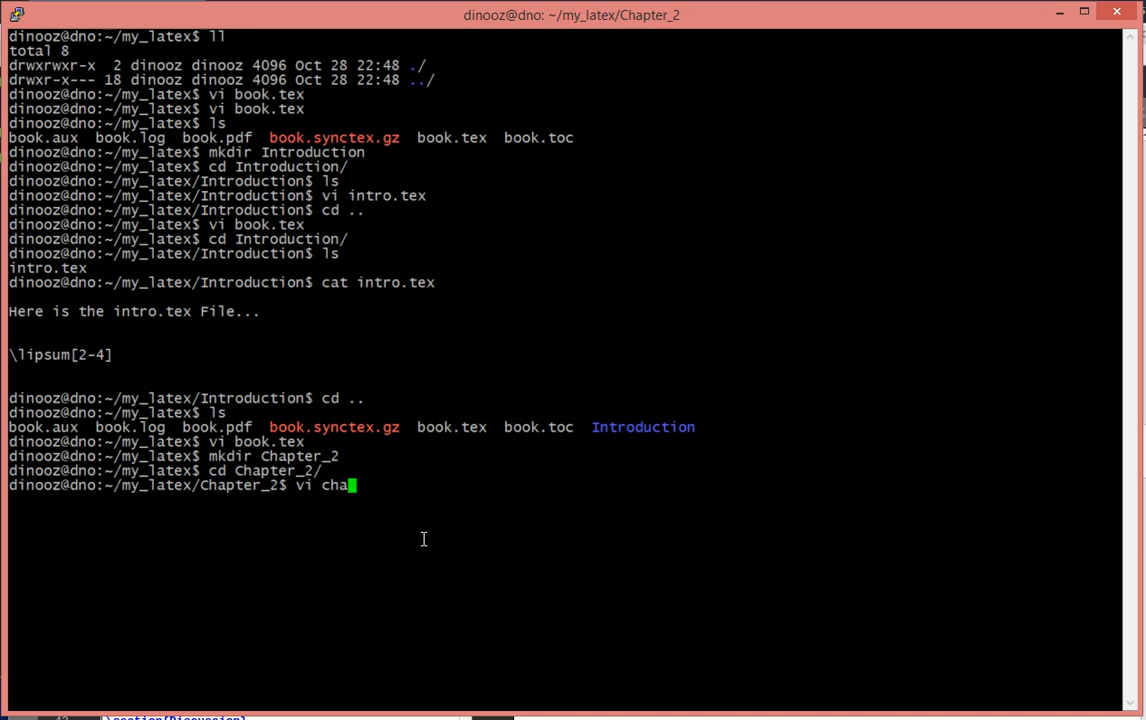 dinooz@dno: ~/my_latex/Chapter_2
dinooz@dno:~/my_latex$ ll
total 8
drwxrwxr-x  2 dinooz dinooz 4096 Oct 28 22:48 ./
drwxr-x--- 18 dinooz dinooz 4096 Oct 28 22:48 ../
dinooz@dno:~/my_latex$ vi book.tex
dinooz@dno:~/my_latex$ vi book.tex
dinooz@dno:~/my_latex$ ls
book.aux  book.log  book.pdf  book.synctex.gz  book.tex  book.toc
dinooz@dno:~/my_latex$ mkdir Introduction
dinooz@dno:~/my_latex$ cd Introduction/
dinooz@dno:~/my_latex/Introduction$ ls
dinooz@dno:~/my_latex/Introduction$ vi intro.tex
dinooz@dno:~/my_latex/Introduction$ cd ..
dinooz@dno:~/my_latex$ vi book.tex
dinooz@dno:~/my_latex$ cd Introduction/
dinooz@dno:~/my_latex/Introduction$ ls
intro.tex
dinooz@dno:~/my_latex/Introduction$ cat intro.tex
Here is the intro.tex File...
\lipsum[2-4]
dinooz@dno:~/my_latex/Introduction$ cd ..
dinooz@dno:~/my_latex$ ls
book.aux  book.log  book.pdf  book.synctex.gz  book.tex  book.toc  Introduction
dinooz@dno:~/my_latex$ vi book.tex
dinooz@dno:~/my_latex$ mkdir Chapter_2
dinooz@dno:~/my_latex$ cd Chapter_2/
dinooz@dno:~/my_latex/Chapter_2$ vi cha
\section{Discussion}